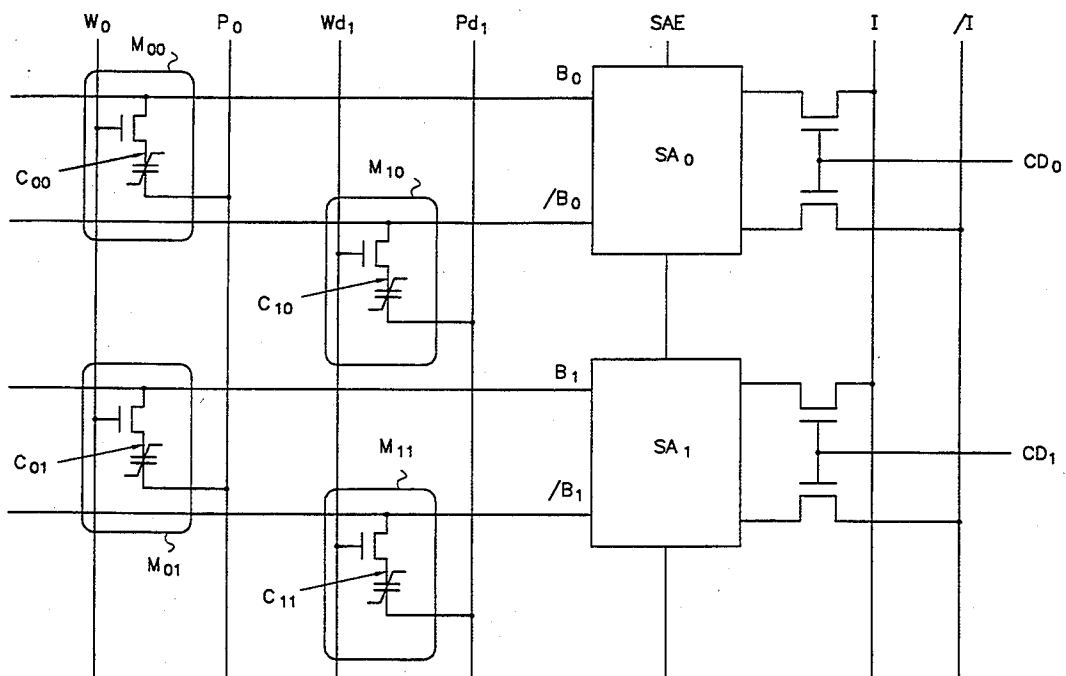 W₀ P₀ Wd₁ Pd₁ SAE I /I
M₀₀
B₀
C₀₀
M₁₀
SA₀
CD₀
/B₀
C₁₀
B₁
C₀₁
M₁₁
SA₁
CD₁
/B₁
M₀₁
C₁₁